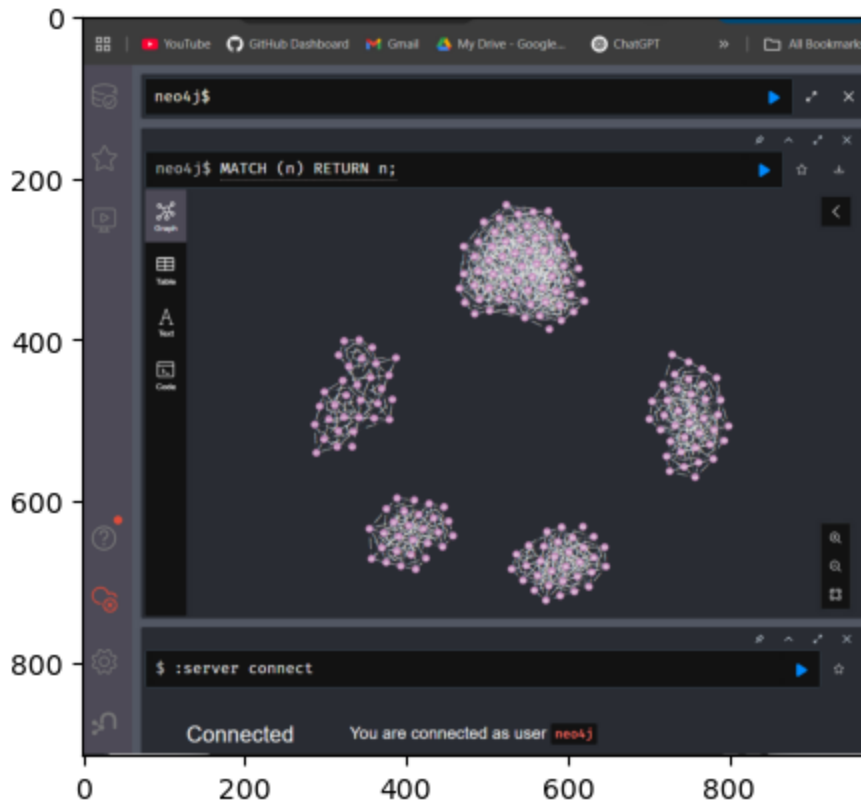 0
YouTube GitHub Dashboard Gmail My Drive - Google... ChatGPT » All Bookmark
neo4j$
neo4j$ MATCH (n) RETURN n;
200
Graph
Table
Text
Code
400
600
800
$ :server connect
Connected You are connected as user neo4j
0 200 400 600 800